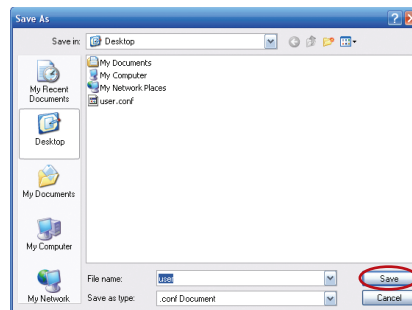 Save As
Save in:
Desktop
My Recent
Documents
Desktop
My Documents
My Computer
My Network
My Documents
My Computer
My Network Places
user.conf
File name:
user
Save
Save as type:
.conf Document
Cancel